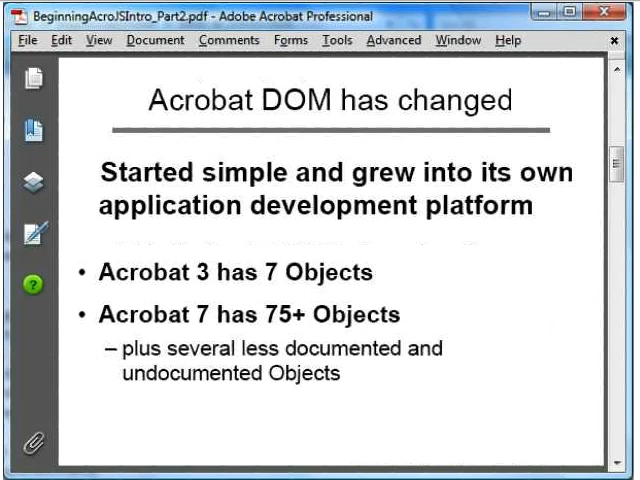 BeginningAcroJSIntro_Part2.pdf - Adobe Acrobat Professional
File Edit View Document Comments Forms Tools Advanced Window Help
Acrobat DOM has changed
Started simple and grew into its own
application development platform
• Acrobat 3 has 7 Objects
• Acrobat 7 has 75+ Objects
– plus several less documented and
undocumented Objects